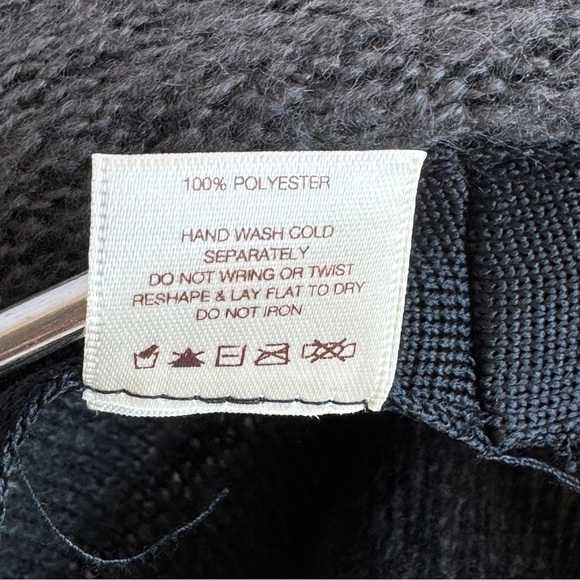 100% POLYESTER
HAND WASH COLD
SEPARATELY
DO NOT WRING OR TWIST
RESHAPE & LAY FLAT TO DRY
DO NOT IRON